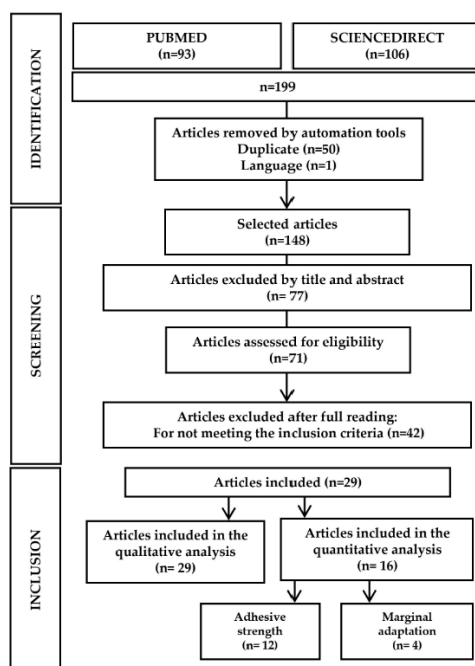 PUBMED
(n=93)
SCIENCEDIRECT
(n=106)
n=199
IDENTIFICATION
Articles removed by automation tools
Duplicate (n=50)
Language (n=1)
SCREENING
Selected articles
(n=148)
Articles excluded by title and abstract
(n= 77)
Articles assessed for eligibility
(n=71)
Articles excluded after full reading:
For not meeting the inclusion criteria (n=42)
INCLUSION
Articles included (n=29)
Articles included in the
qualitative analysis
(n= 29)
Articles included in the
quantitative analysis
(n= 16)
Adhesive
strength
(n= 12)
Marginal
adaptation
(n= 4)